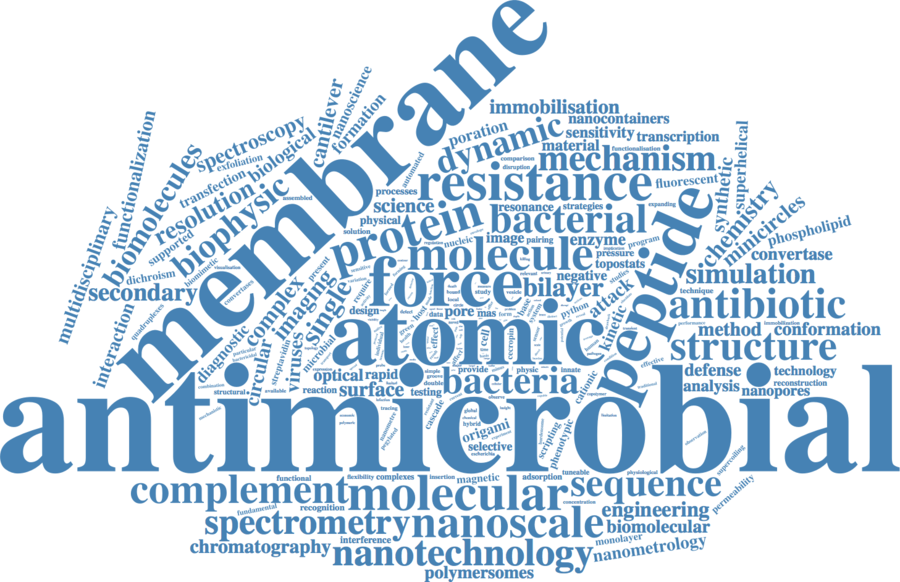 membrane
immobilisation
nanocontainers
cantilever
nanoscience
formation
spectroscopy
exfoliation
biological
poration
dynamic
sensitivity
transcription
material
functionalisation
functionalization
biomolecules
transfection
resolution
automated
comparison
disruption
mechanism
superhelical
synthetic
processes
resistance
fluorescent
expanding
multidisciplinary
supported
biophysic
assembled
science
resonance
strategies
chemistry
minicircles
physical
solution
protein
bacterial
peptide
phospholipid
dichroism
biomimetic
visualisation
nucleic
image
pairing
enzyme
program
secondary
convertases
present
molecule
pressure
topostats
convertase
interaction
quadruplexes
complex
imaging
require
force
negative
bilayer
attack
simulation
technique
single
design
data
pore
mas
python
kinetic
antibiotic
diagnostic
circular
streptavidin
viruses
microbial
atomic
effect
cell
cecropin
method
immobilization
conformation
structure
effective
optical
rapid
provide
physic
innate
cationic
defense
technology
structural
available
reaction
surface
double
bacteria
testing
analysis
reconstruction
nanopores
antimicrobial
tracing
cascade
global
chemical
hybrid
origami
selective
scripting
phenotypic
observation
supercoiling
functional
flexibility
complexes
insertion
magnetic
adsorption
tuneable
physiological
complement
molecular
sequence
permeability
concentration
fundamental
recognition
engineering
spectrometry
nanoscale
biomolecular
chromatography
interference
monolayer
nanometrology
nanotechnology
polymersomes